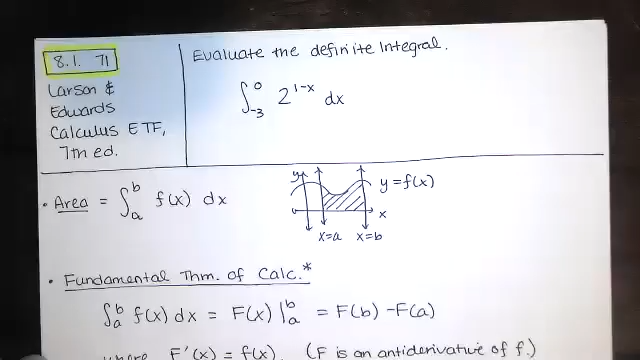 8.1. 71
Larson &
Edwards
Calculus ETF,
7th ed.
Evaluate the definite integral.
∫₋₃⁰ 2^(1-x) dx
• Area = ∫ₐᵇ f(x) dx
y
y = f(x)
x
x=a x=b
• Fundamental Thm. of Calc.*
∫ₐᵇ f(x) dx = F(x) |ₐᵇ = F(b) - F(a)
where F'(x) = f(x). (F is an antiderivative of f.)